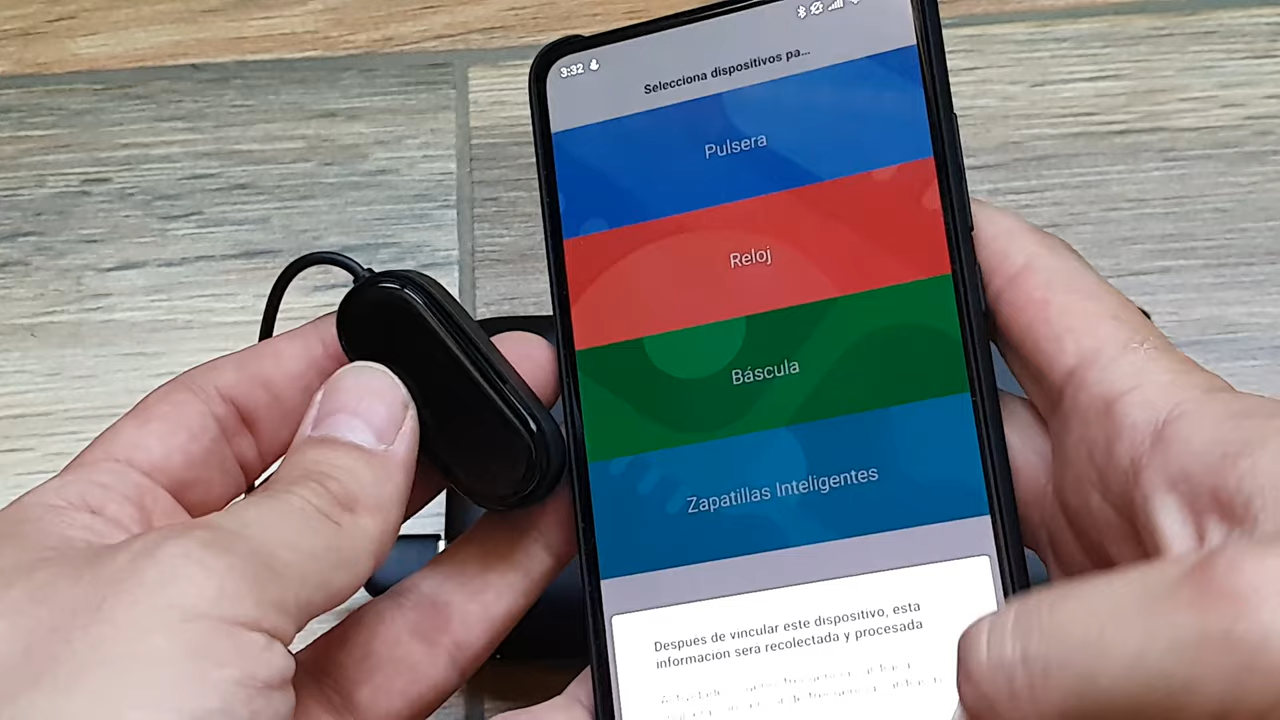 3:32
Selecciona dispositivos pa...
Pulsera
Reloj
Báscula
Zapatillas Inteligentes
Despues de vincular este dispositivo, esta
informacion sera recolectada y procesada